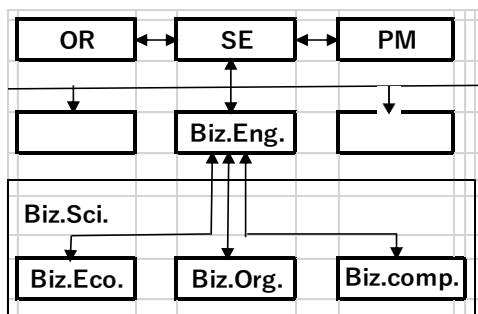 OR
SE
PM
Biz.Eng.
Biz.Sci.
Biz.Eco.
Biz.Org.
Biz.comp.